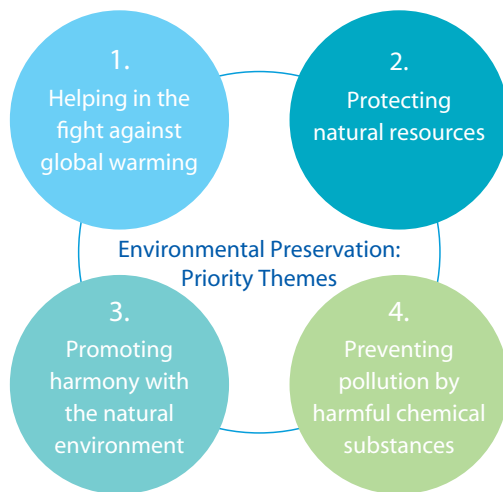 1.
Helping in the
fight against
global warming
2.
Protecting
natural resources
Environmental Preservation:
Priority Themes
3.
Promoting
harmony with
the natural
environment
4.
Preventing
pollution by
harmful chemical
substances